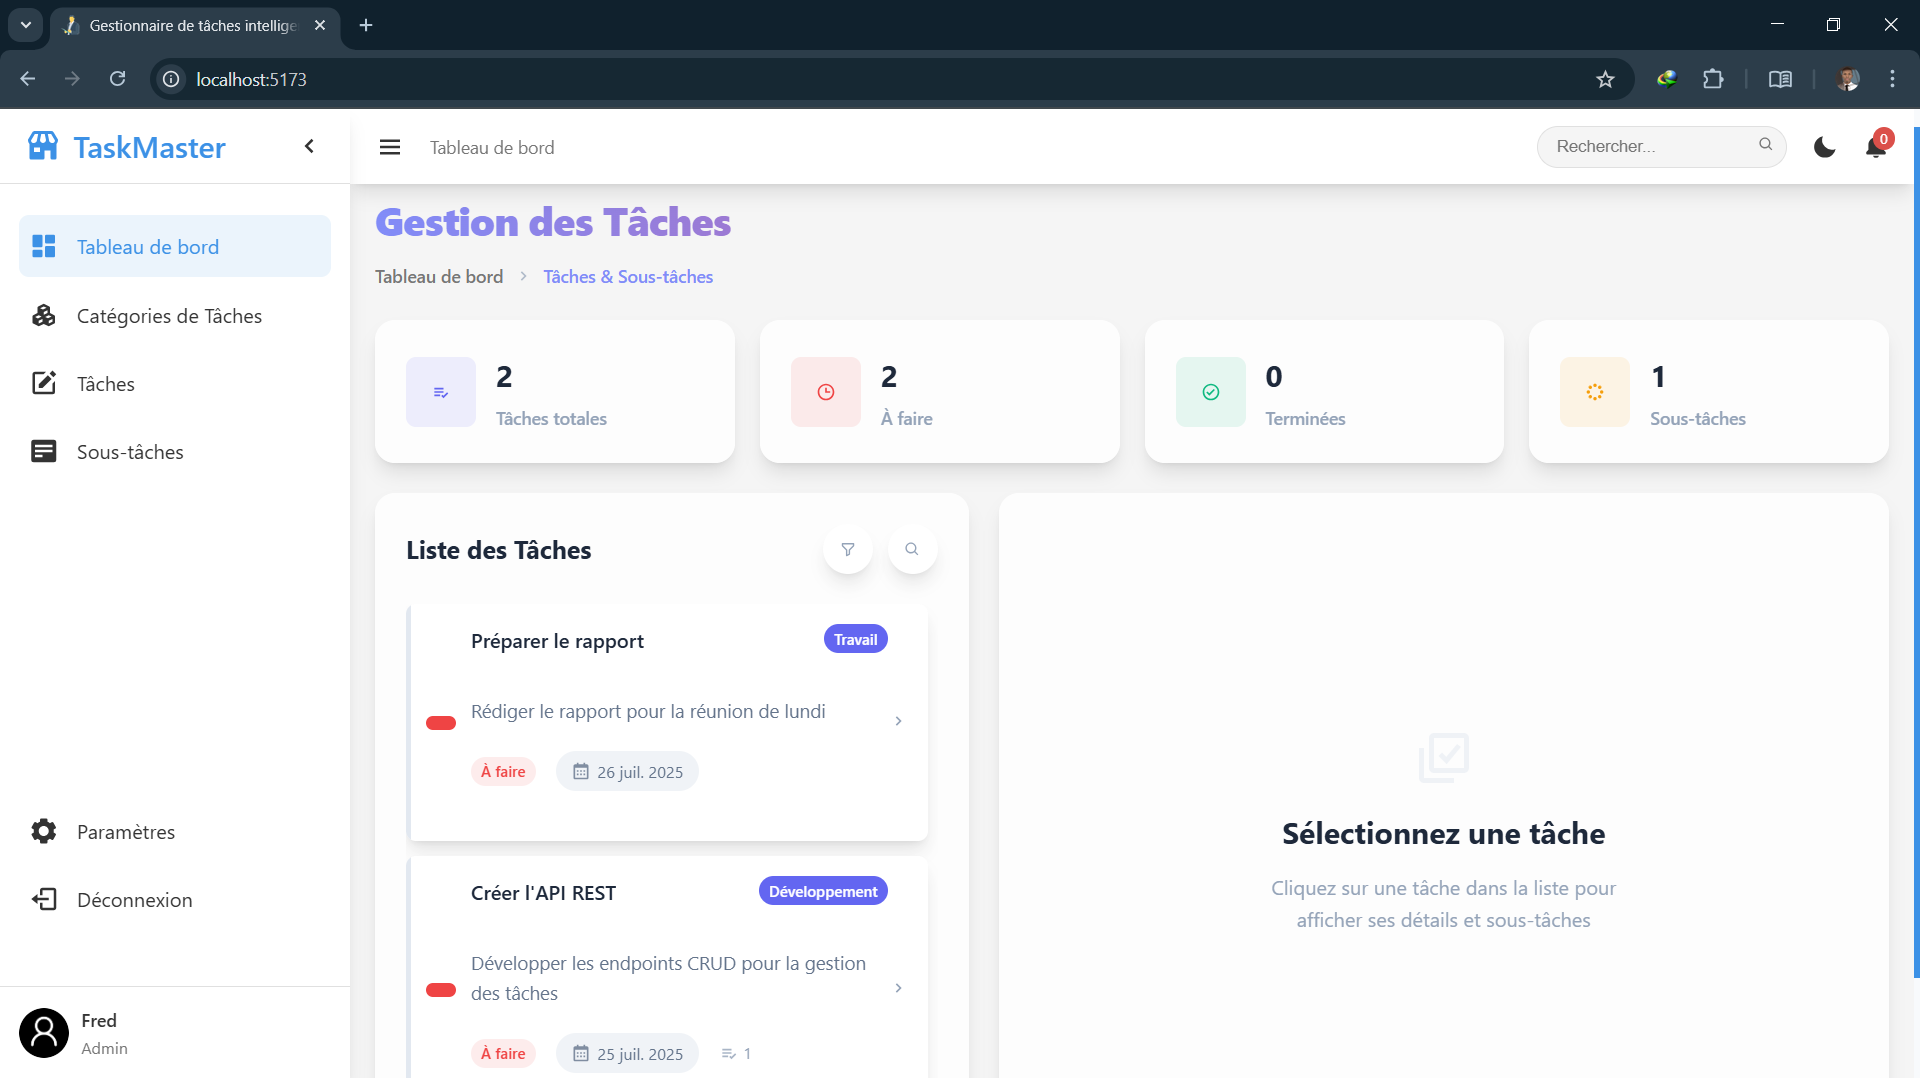 Gestionnaire de tâches intellige
localhost:5173
TaskMaster
Tableau de bord
Rechercher...
0
Tableau de bord
Catégories de Tâches
Tâches
Sous-tâches
Paramètres
Déconnexion
Fred
Admin
Gestion des Tâches
Tableau de bord
Tâches & Sous-tâches
2
Tâches totales
2
À faire
0
Terminées
1
Sous-tâches
Liste des Tâches
Préparer le rapport
Travail
Rédiger le rapport pour la réunion de lundi
À faire
26 juil. 2025
Créer l'API REST
Développement
Développer les endpoints CRUD pour la gestion
des tâches
À faire
25 juil. 2025
1
Sélectionnez une tâche
Cliquez sur une tâche dans la liste pour
afficher ses détails et sous-tâches